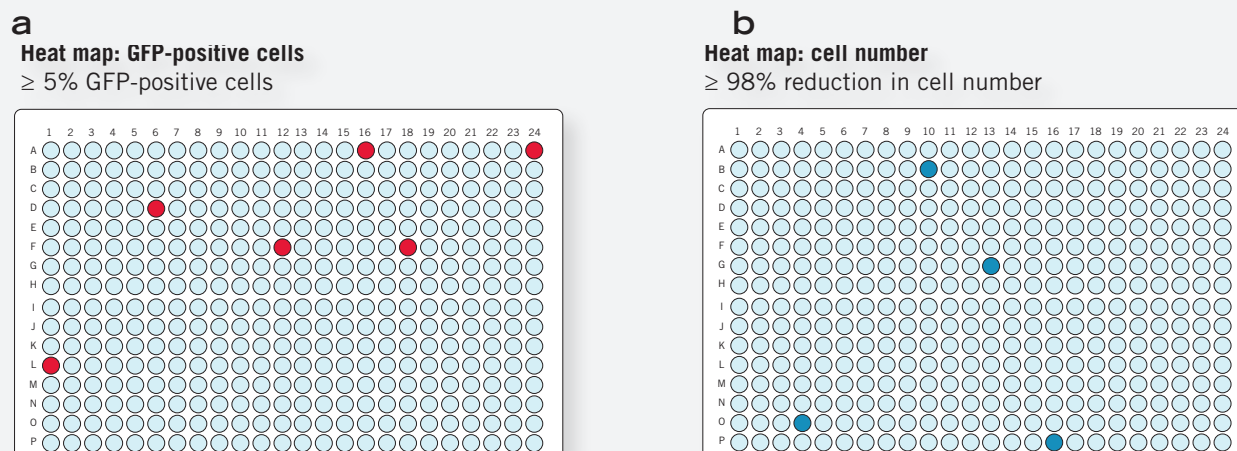 a
Heat map: GFP-positive cells
≥ 5% GFP-positive cells
1 2 3 4 5 6 7 8 9 10 11 12 13 14 15 16 17 18 19 20 21 22 23 24
A
B
C
D
E
F
G
H
I
J
K
L
M
N
O
P
b
Heat map: cell number
≥ 98% reduction in cell number
1 2 3 4 5 6 7 8 9 10 11 12 13 14 15 16 17 18 19 20 21 22 23 24
A
B
C
D
E
F
G
H
I
J
K
L
M
N
O
P